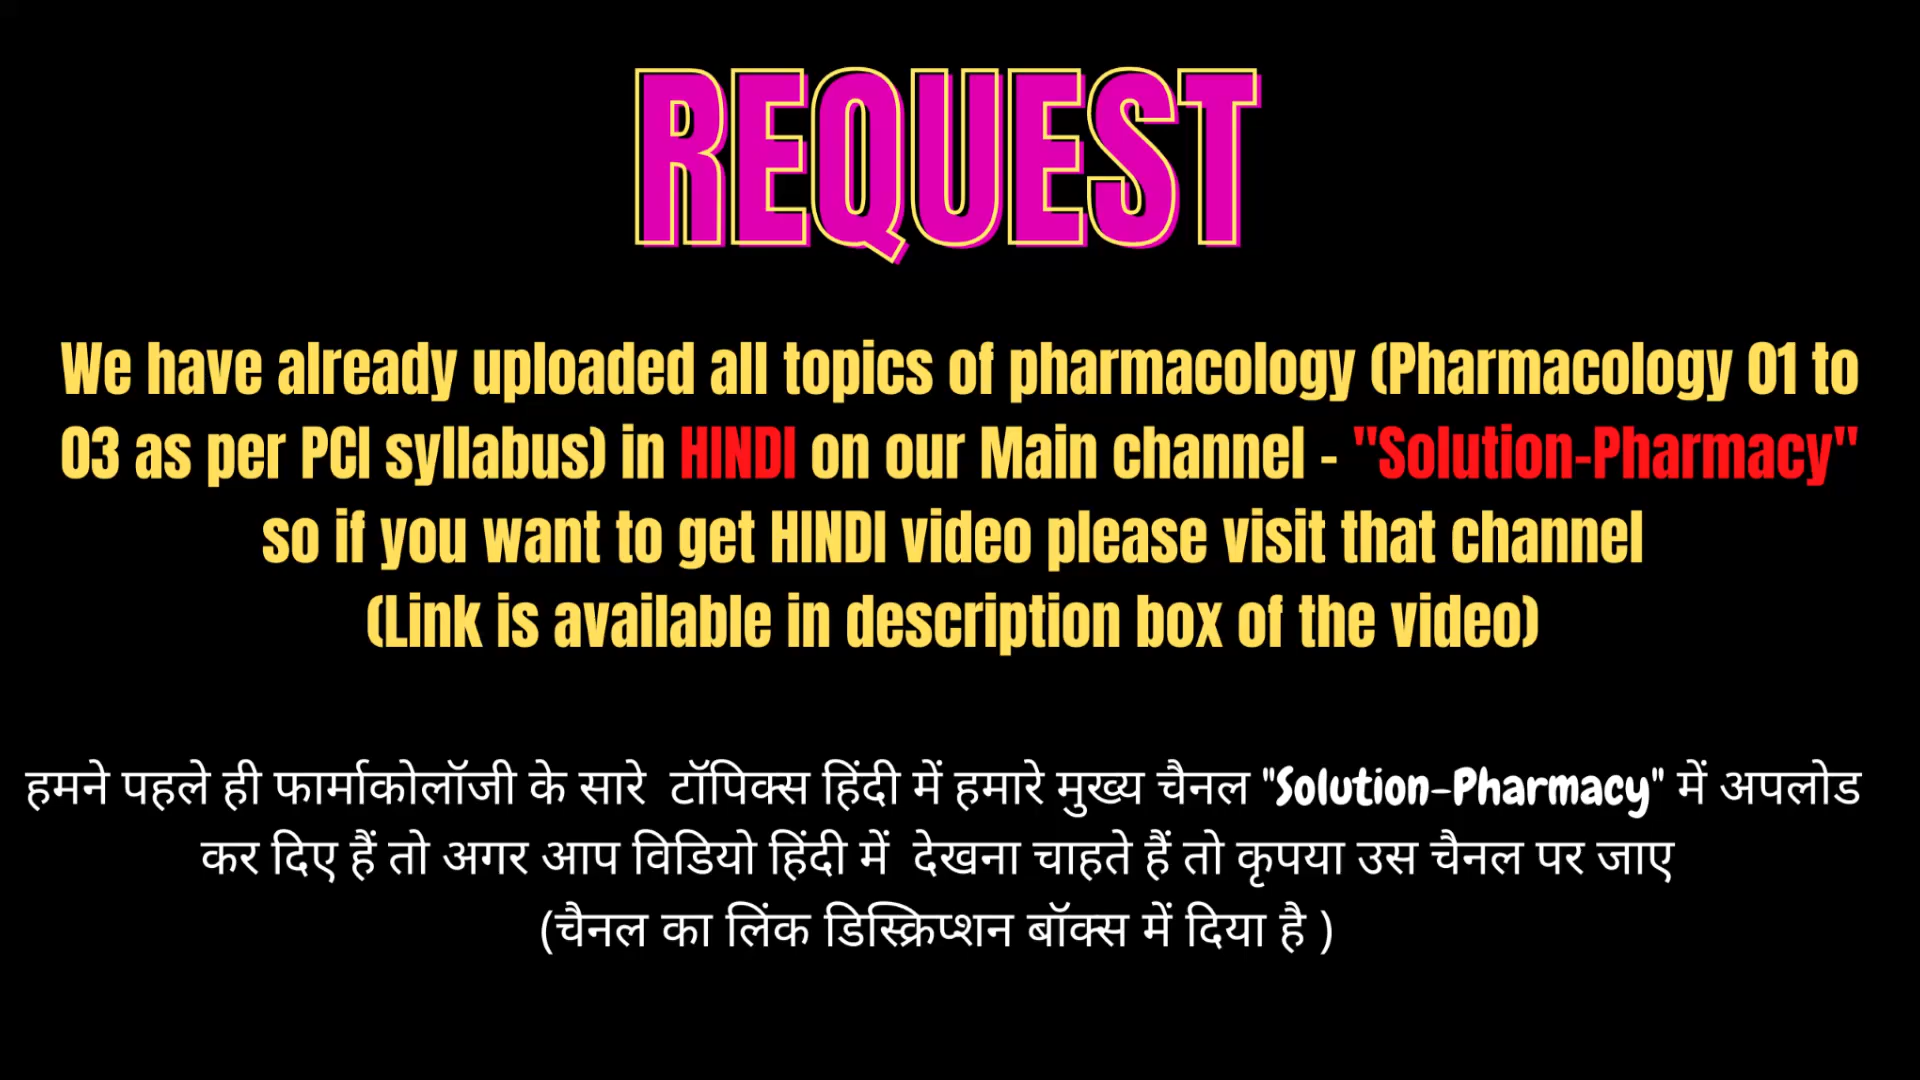 REQUEST
We have already uploaded all topics of pharmacology (Pharmacology 01 to
03 as per PCI syllabus) in HINDI on our Main channel - "Solution-Pharmacy"
so if you want to get HINDI video please visit that channel
(Link is available in description box of the video)
हमने पहले ही फार्माकोलॉजी के सारे टॉपिक्स हिंदी में हमारे मुख्य चैनल "Solution-Pharmacy" में अपलोड
कर दिए हैं तो अगर आप विडियो हिंदी में देखना चाहते हैं तो कृपया उस चैनल पर जाए
(चैनल का लिंक डिस्क्रिप्शन बॉक्स में दिया है )